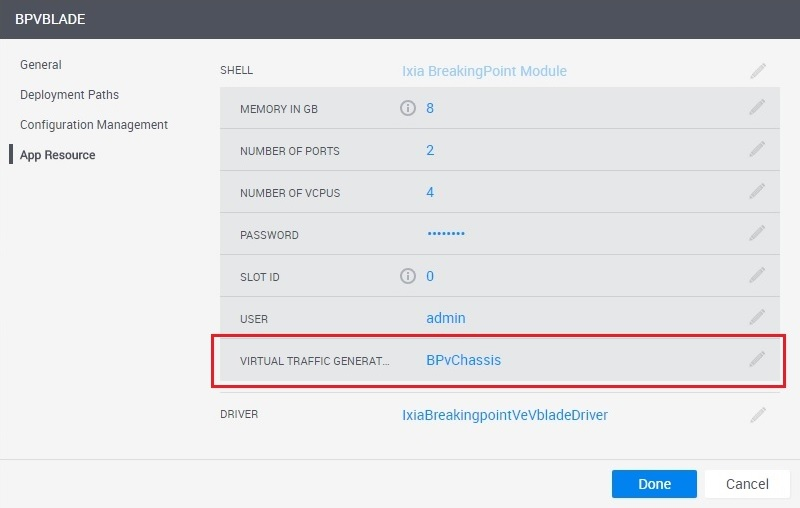 BPVBLADE
General
Deployment Paths
Configuration Management
App Resource
SHELL Ixia BreakingPoint Module
MEMORY IN GB 8
NUMBER OF PORTS 2
NUMBER OF VCPUS 4
PASSWORD ••••••••
SLOT ID 0
USER admin
VIRTUAL TRAFFIC GENERAT... BPvChassis
DRIVER IxiaBreakingpointVeVbladeDriver
Done Cancel